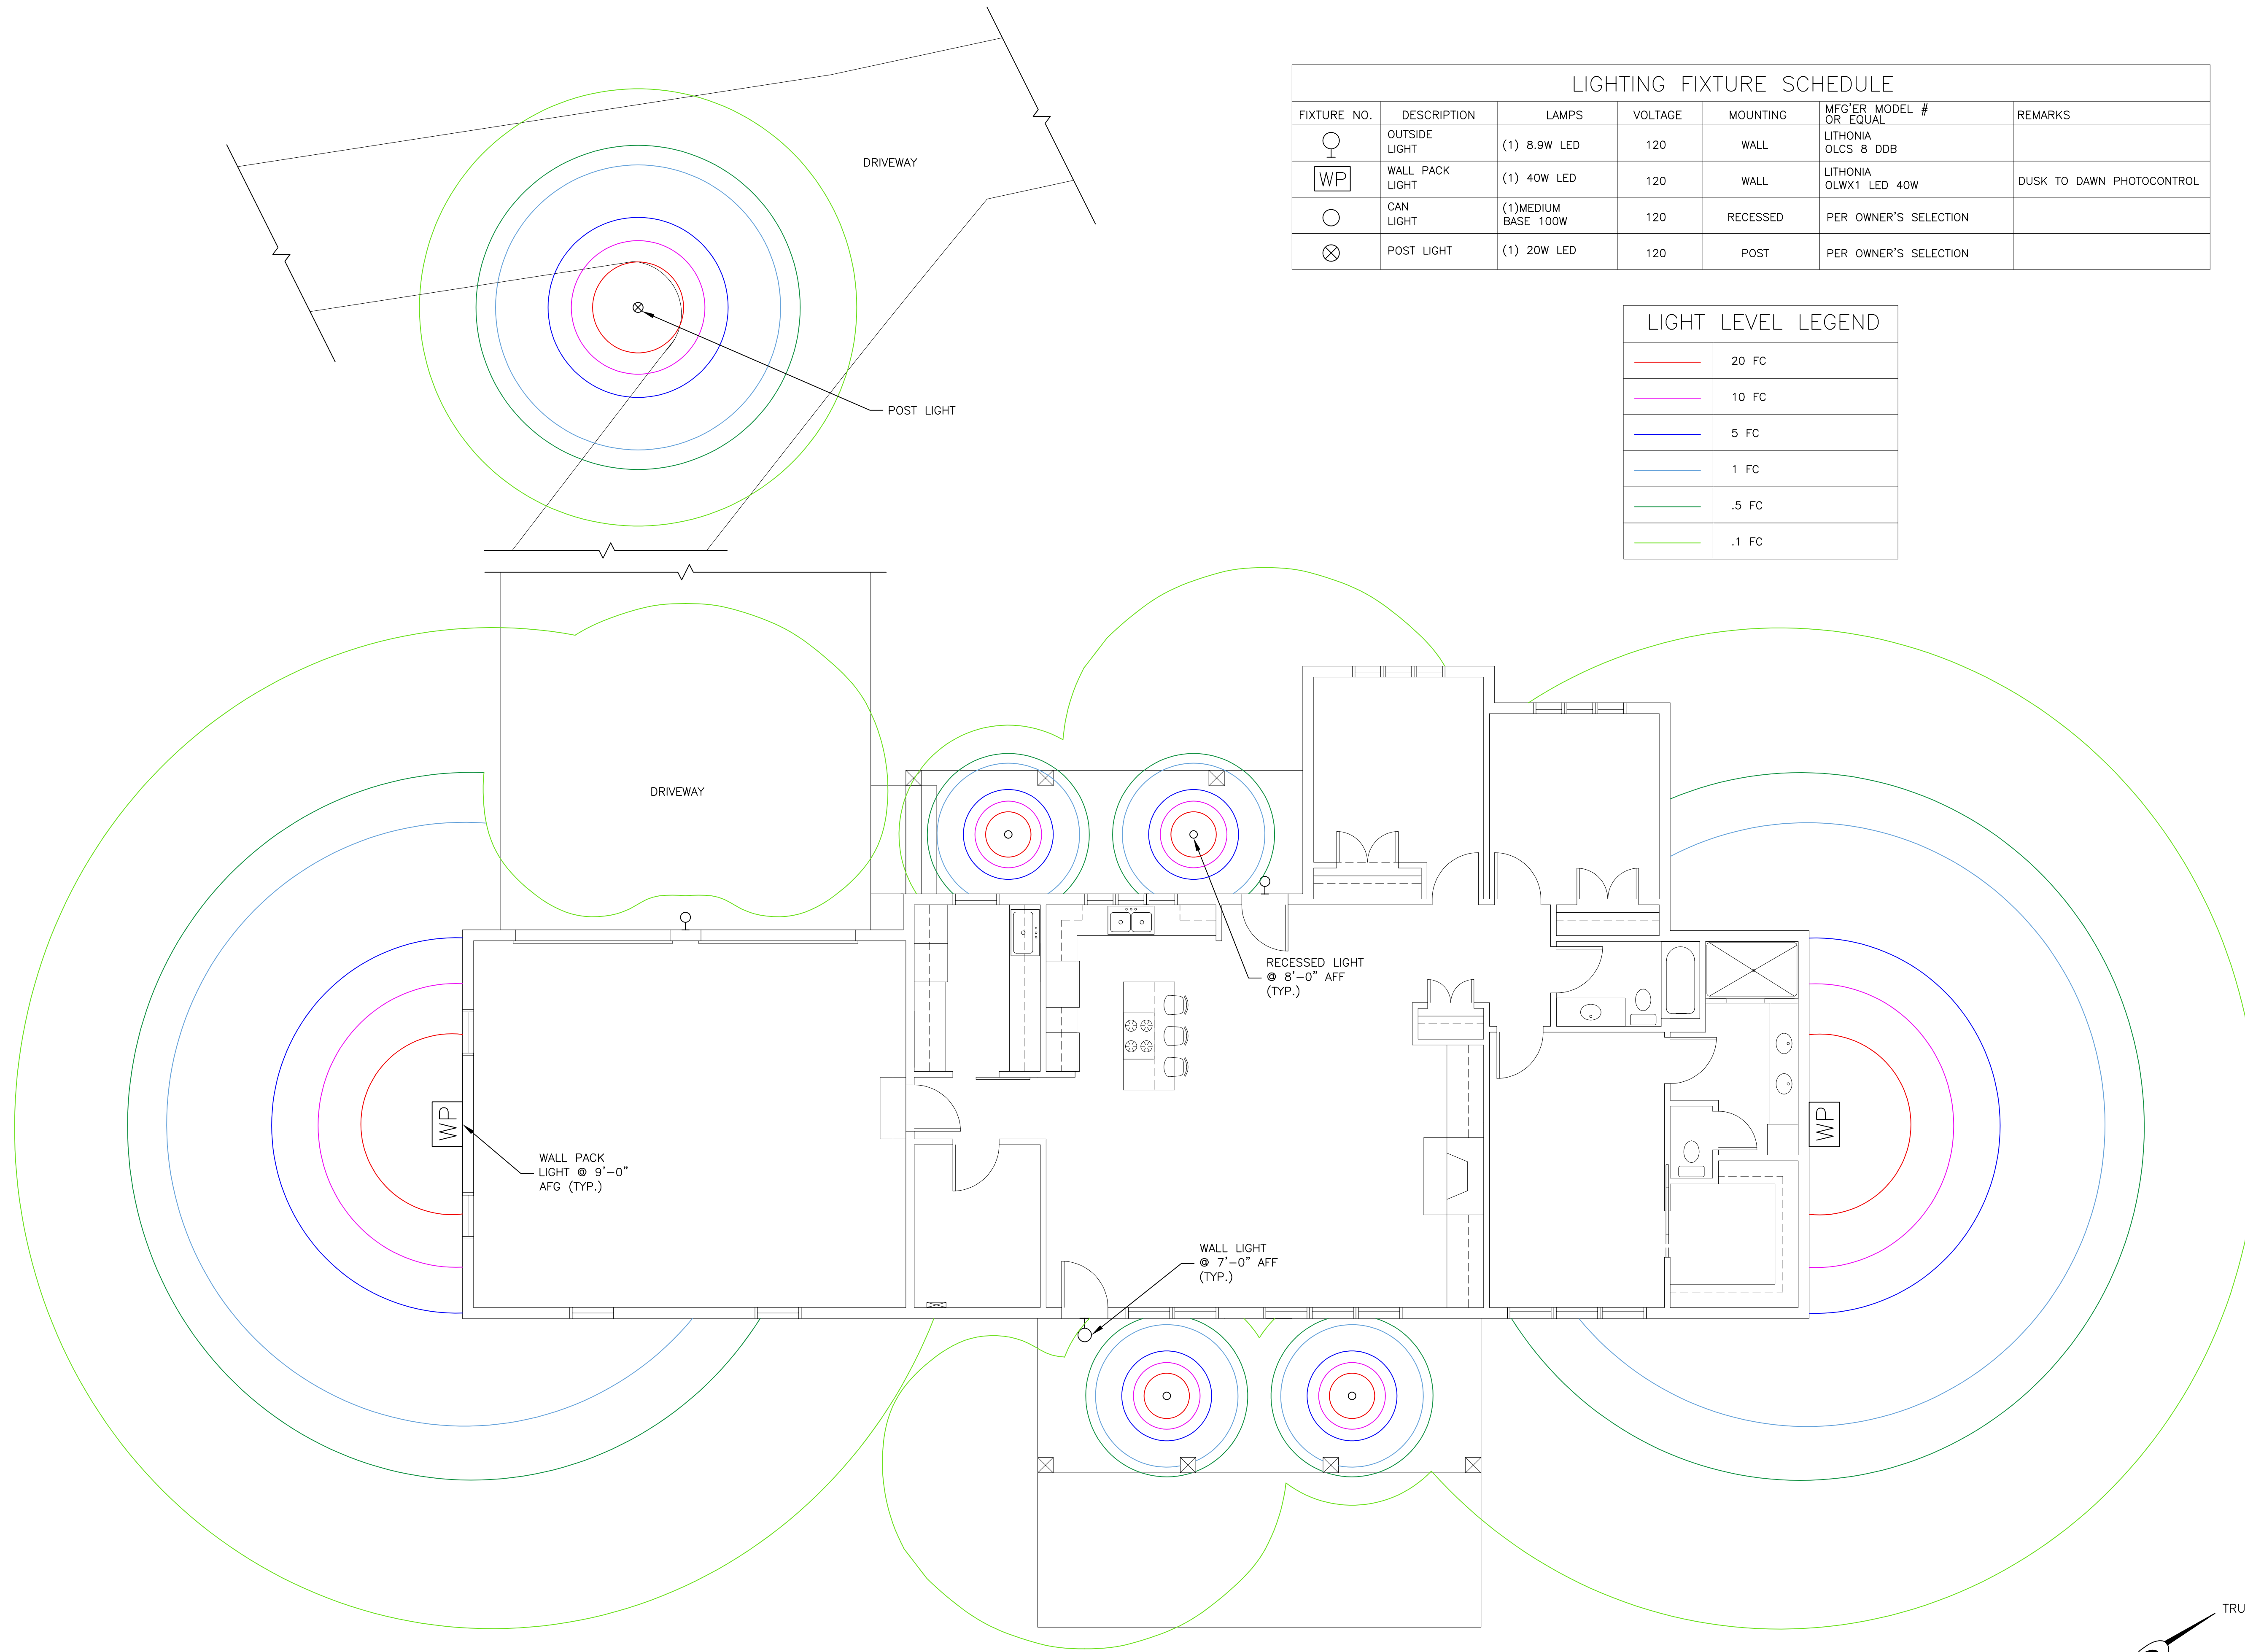 LIGHTING FIXTURE SCHEDULE
FIXTURE NO. DESCRIPTION LAMPS VOLTAGE MOUNTING MFG'ER MODEL # OR EQUAL REMARKS
OUTSIDE LIGHT (1) 8.9W LED 120 WALL LITHONIA OLCS 8 DDB
WP WALL PACK LIGHT (1) 40W LED 120 WALL LITHONIA OLWX1 LED 40W DUSK TO DAWN PHOTOCONTROL
CAN LIGHT (1)MEDIUM BASE 100W 120 RECESSED PER OWNER'S SELECTION
POST LIGHT (1) 20W LED 120 POST PER OWNER'S SELECTION
LIGHT LEVEL LEGEND
20 FC
10 FC
5 FC
1 FC
.5 FC
.1 FC
DRIVEWAY
POST LIGHT
DRIVEWAY
RECESSED LIGHT
@ 8'-0" AFF
(TYP.)
WP
WALL PACK
LIGHT @ 9'-0"
AFG (TYP.)
WP
WALL LIGHT
@ 7'-0" AFF
(TYP.)
TRU